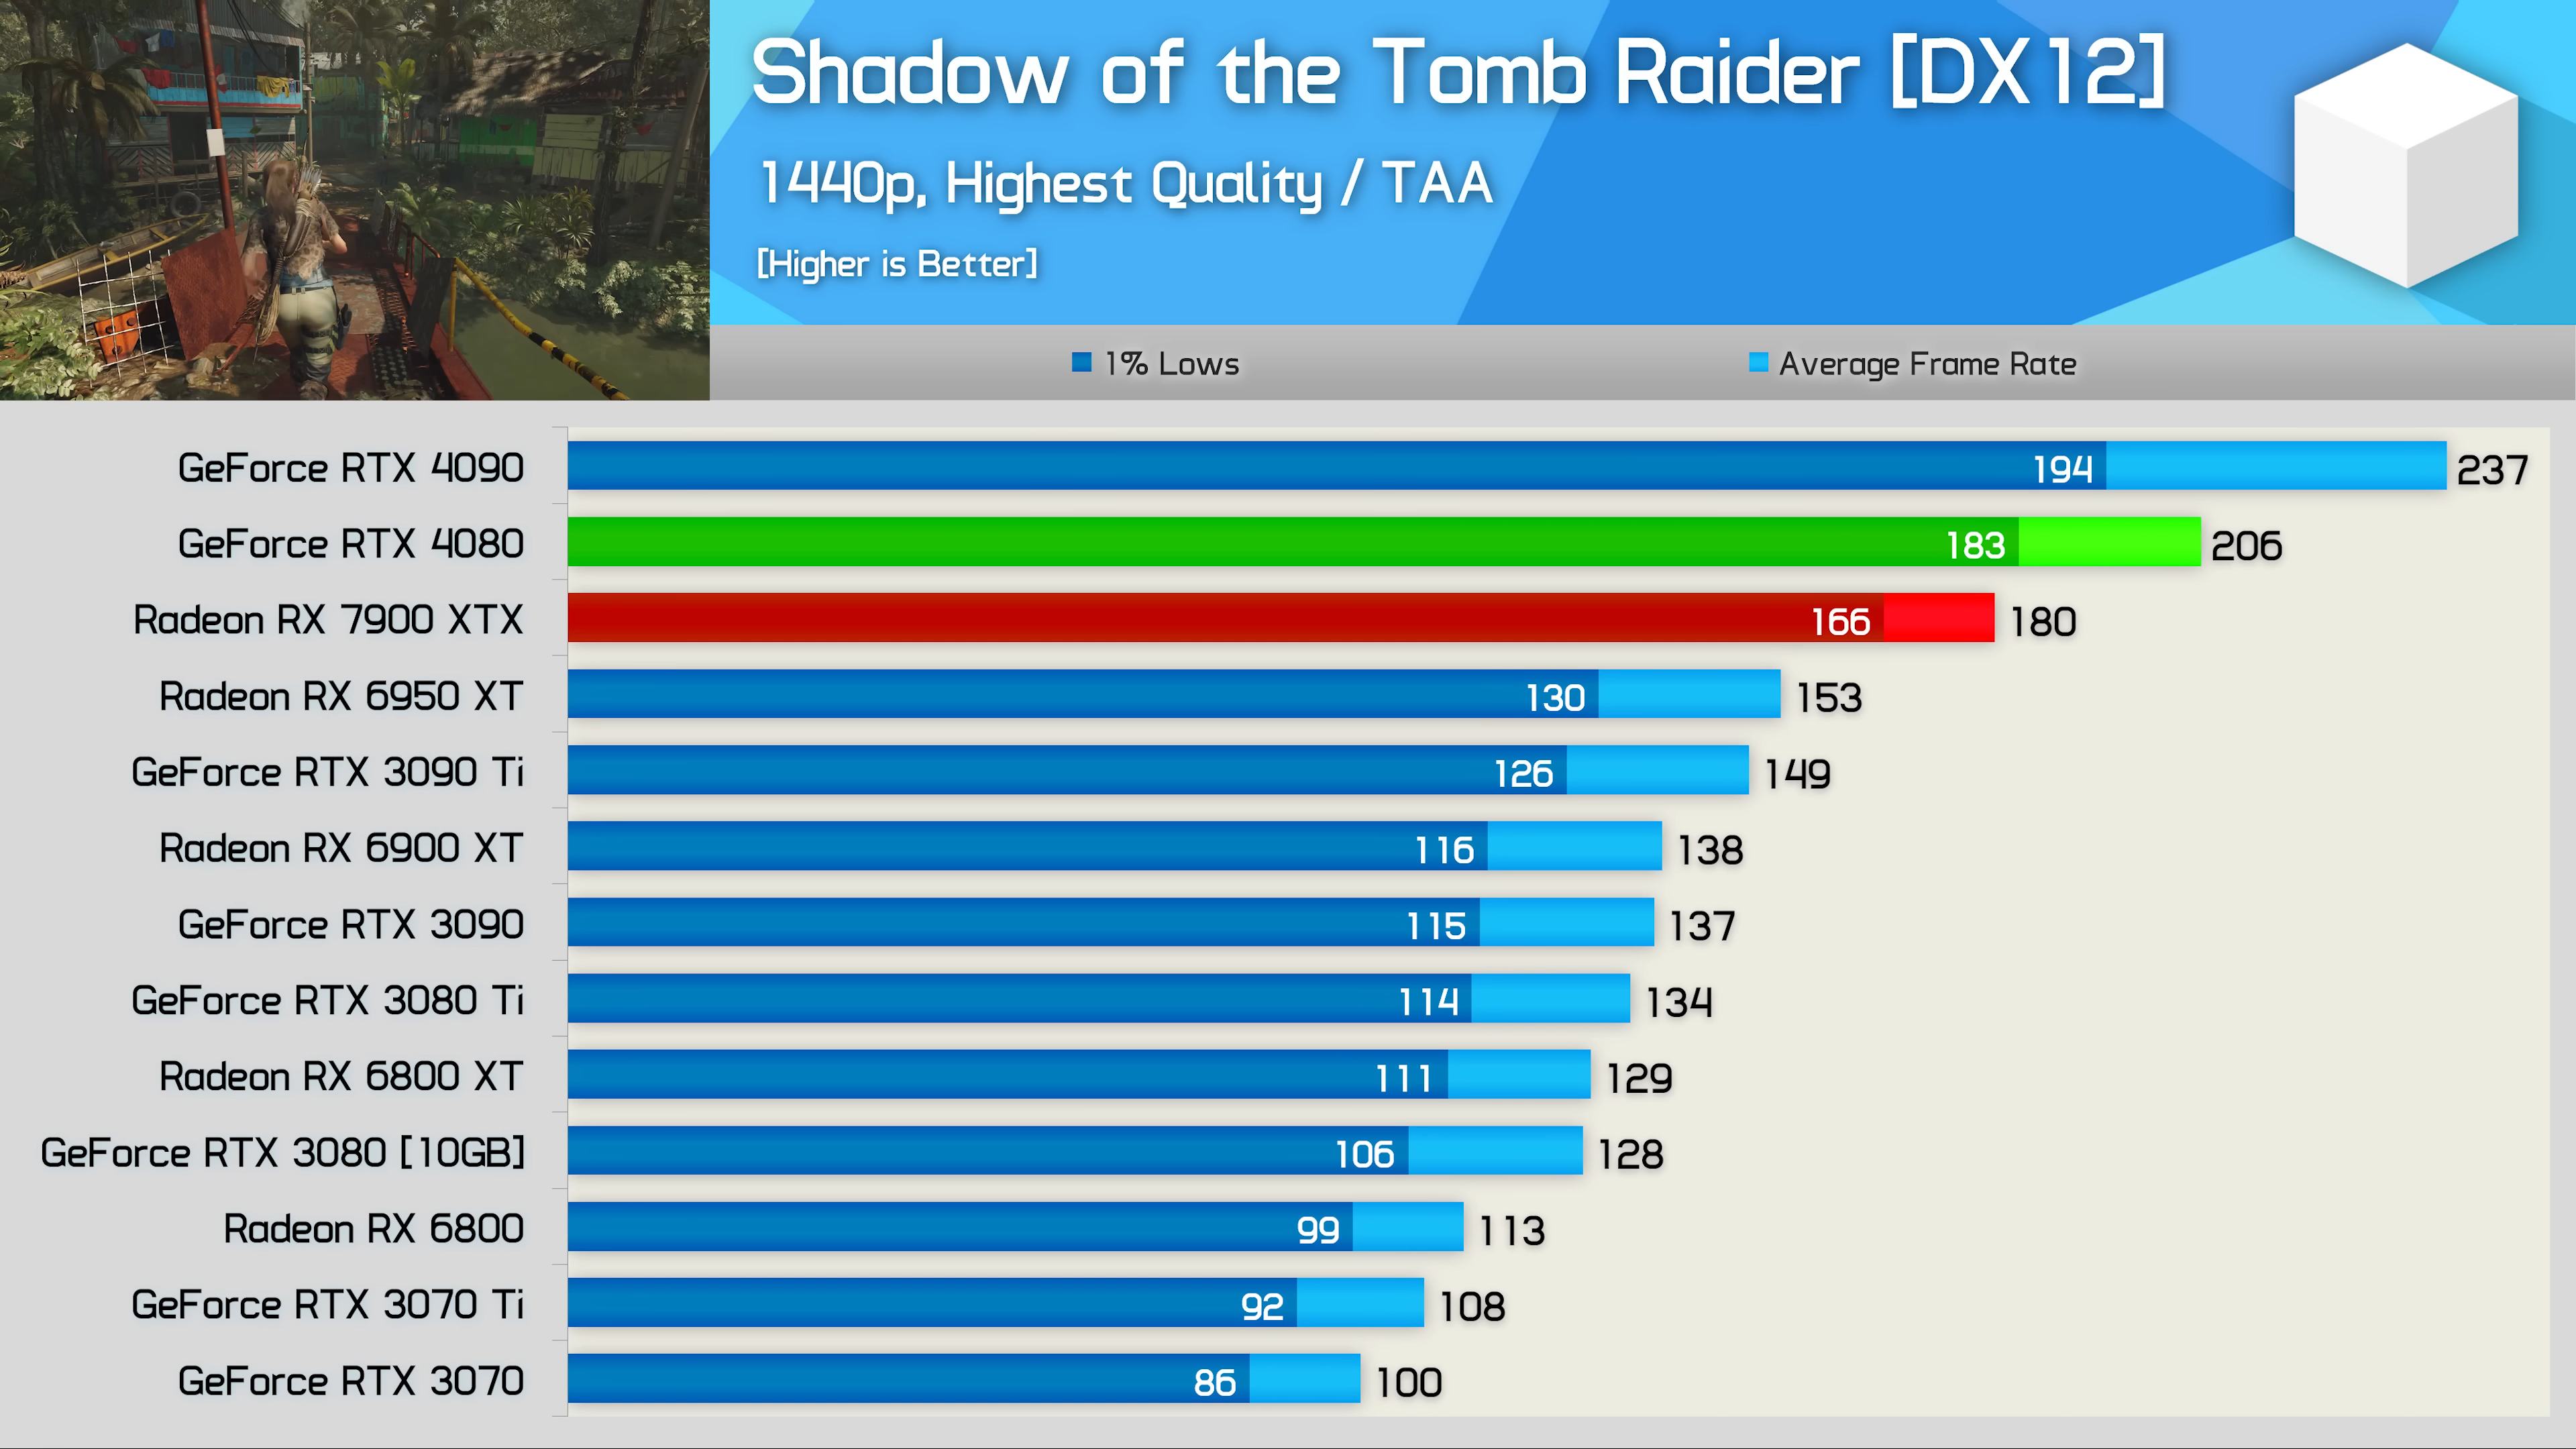 Shadow of the Tomb Raider [DX12]
1440p, Highest Quality / TAA
[Higher is Better]
1% Lows Average Frame Rate
GeForce RTX 4090 194 237
GeForce RTX 4080 183 206
Radeon RX 7900 XTX 166 180
Radeon RX 6950 XT 130 153
GeForce RTX 3090 Ti 126 149
Radeon RX 6900 XT 116 138
GeForce RTX 3090 115 137
GeForce RTX 3080 Ti 114 134
Radeon RX 6800 XT 111 129
GeForce RTX 3080 [10GB] 106 128
Radeon RX 6800 99 113
GeForce RTX 3070 Ti 92 108
GeForce RTX 3070 86 100